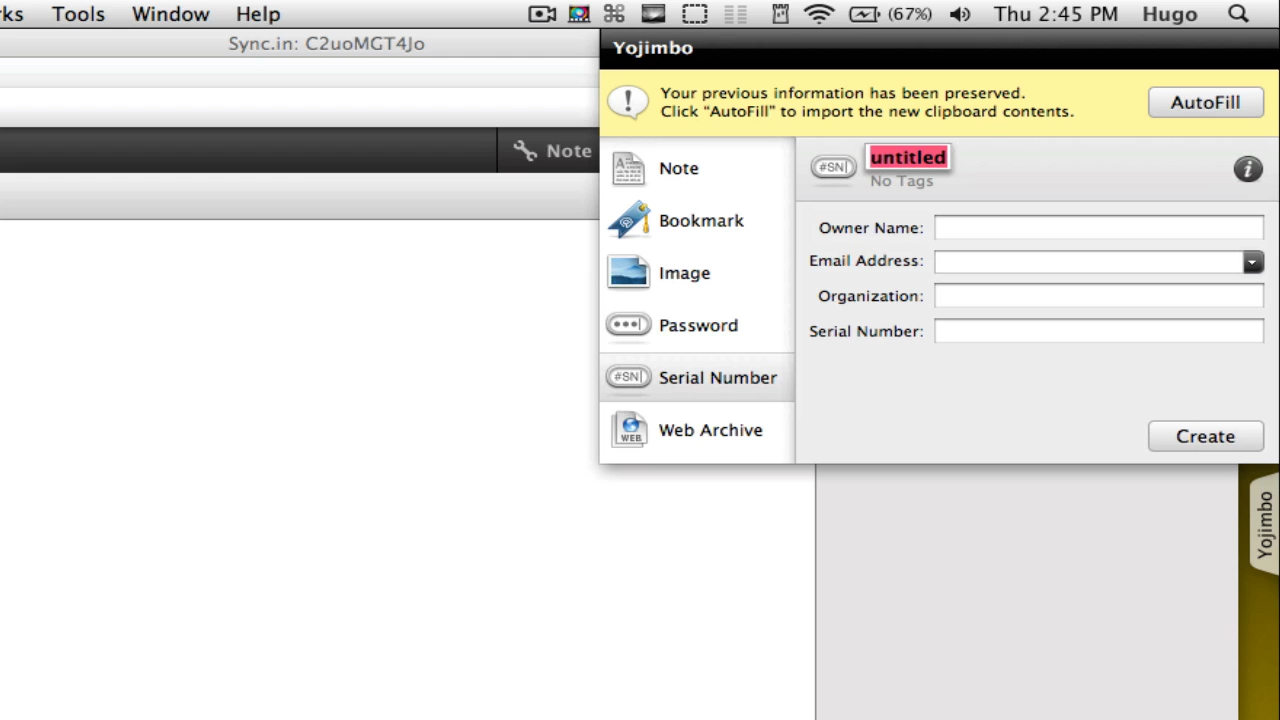 ks Tools Window Help (67%) Thu 2:45 PM Hugo
Sync.in: C2uoMGT4Jo
Note
Yojimbo
Your previous information has been preserved.
Click “AutoFill” to import the new clipboard contents.
AutoFill
Note
Bookmark
Image
Password
#SN Serial Number
WEB Web Archive
#SN untitled
No Tags
Owner Name:
Email Address:
Organization:
Serial Number:
Create
Yojimbo